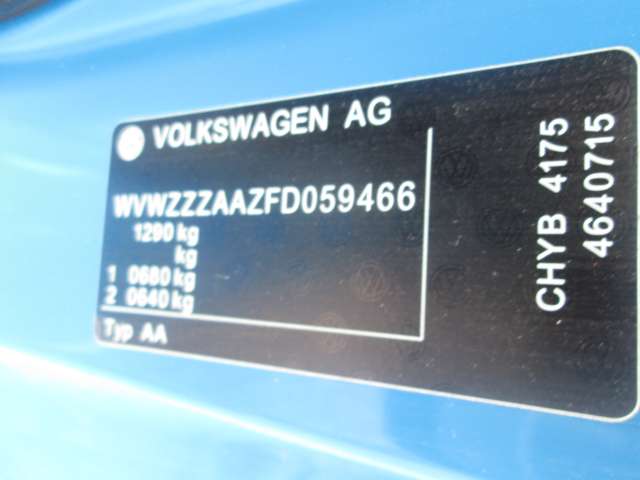 VOLKSWAGEN AG
WVWZZZAAZFD059466
1290 kg
kg
1 0680 kg
2 0640 kg
Typ AA
CHYB 4175
4640715